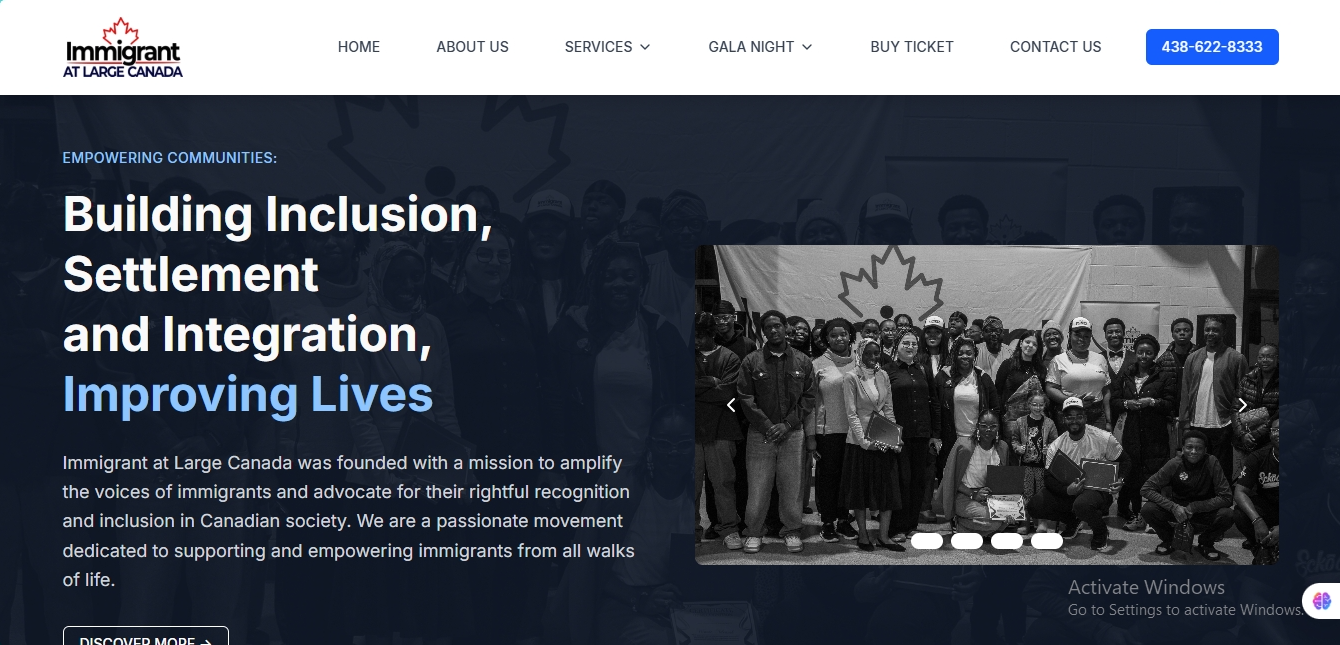 Immigrant
AT LARGE CANADA
HOME
ABOUT US
SERVICES
GALA NIGHT
BUY TICKET
CONTACT US
438-622-8333
EMPOWERING COMMUNITIES:
Building Inclusion,
Settlement
and Integration,
Improving Lives
Immigrant at Large Canada was founded with a mission to amplify
the voices of immigrants and advocate for their rightful recognition
and inclusion in Canadian society. We are a passionate movement
dedicated to supporting and empowering immigrants from all walks
of life.
DISCOVER MORE →
Activate Windows
Go to Settings to activate Windows.